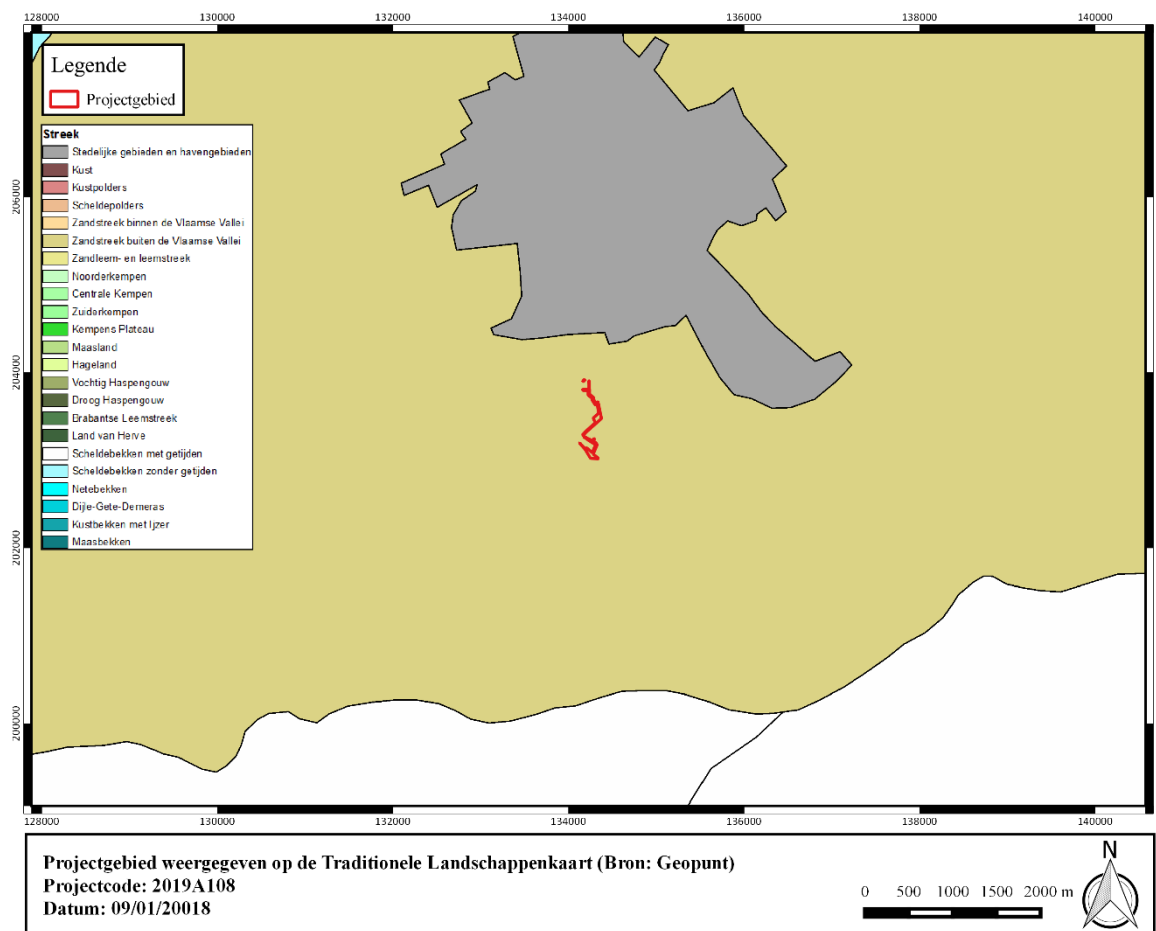 128000 130000 132000 134000 136000 138000 140000
Legende
Projectgebied
Streek
Stedelijke gebieden en havengebieden
Kust
Kustpolders
Scheldepolders
Zandstreek binnen de Vlaamse Vallei
Zandstreek buiten de Vlaamse Vallei
Zandleem- en leemstreek
Noorderkempen
Centrale Kempen
Zuiderkempen
Kempens Plateau
Maasland
Hageland
Vochtig Haspengouw
Droog Haspengouw
Brabantse Leemstreek
Land van Herve
Scheldebekken met getijden
Scheldebekken zonder getijden
Netebekken
Dijle-Gete-Demeras
Kustbekken met Ijzer
Maasbekken
206000
204000
202000
200000
128000 130000 132000 134000 136000 138000 140000
Projectgebied weergegeven op de Traditionele Landschappenkaart (Bron: Geopunt)
Projectcode: 2019A108
Datum: 09/01/20018
0 500 1000 1500 2000 m
N